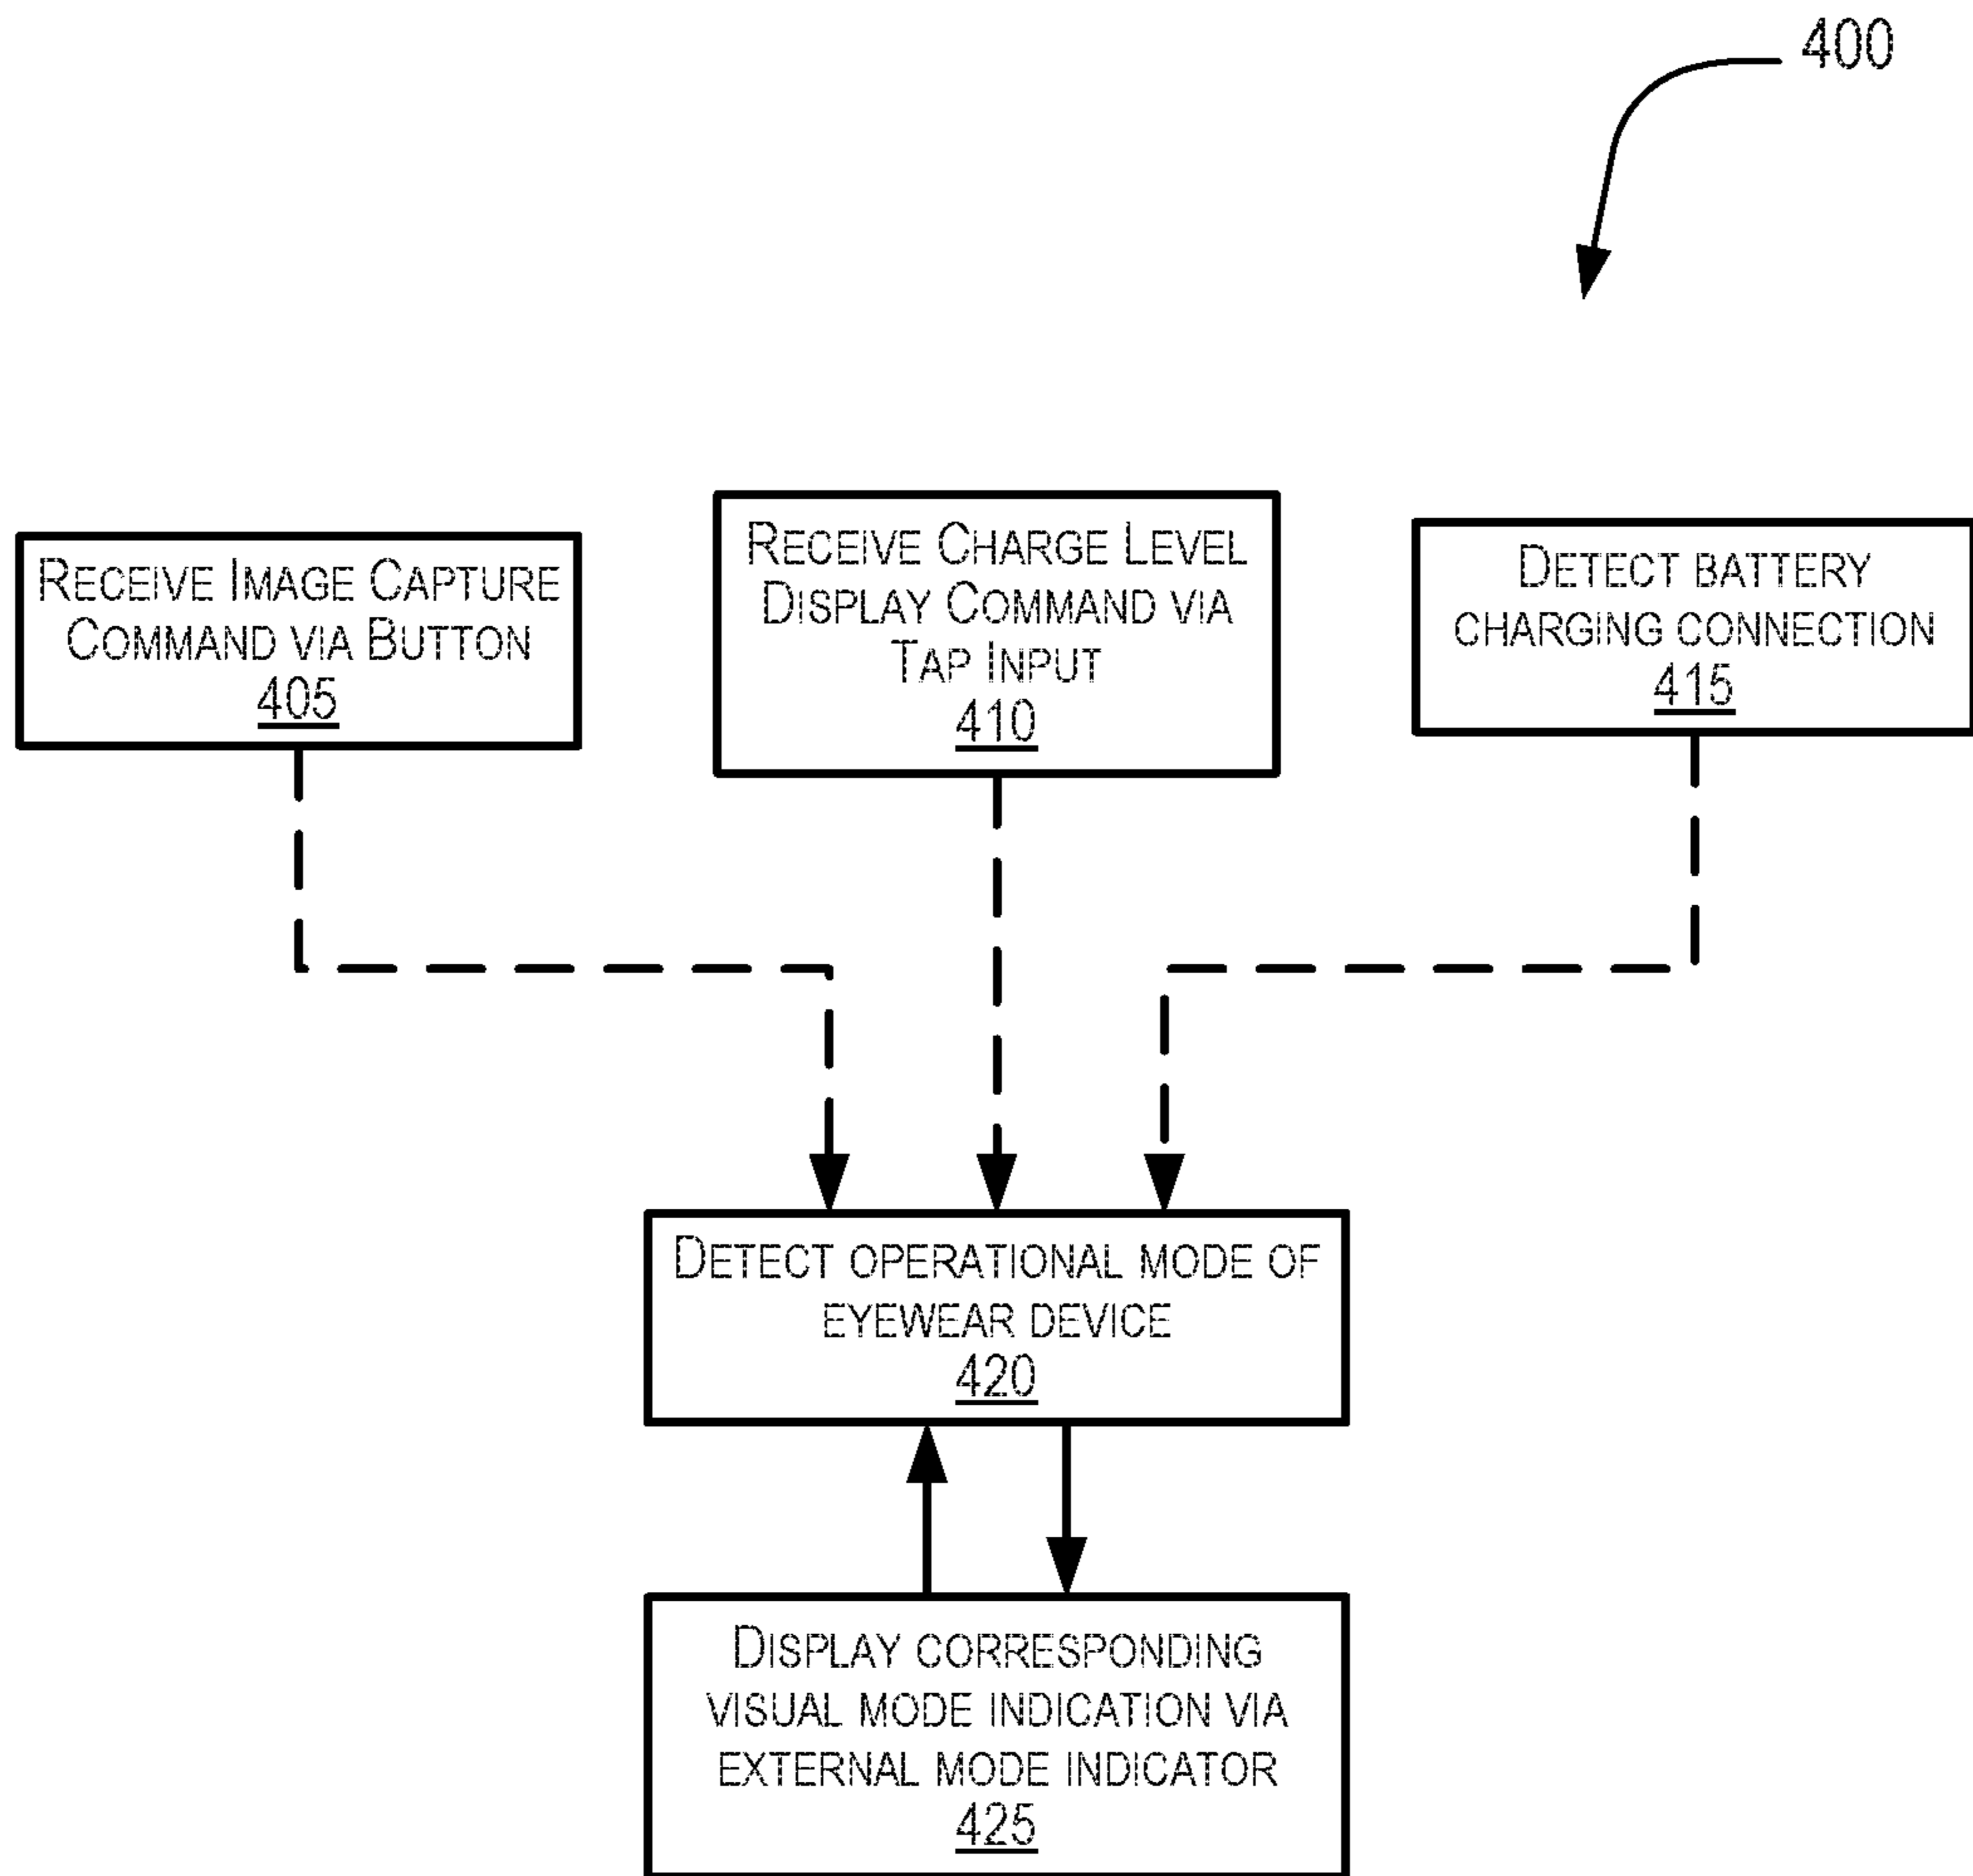 400
RECEIVE IMAGE CAPTURE
COMMAND VIA BUTTON
405
RECEIVE CHARGE LEVEL
DISPLAY COMMAND VIA
TAP INPUT
410
DETECT BATTERY
CHARGING CONNECTION
415
DETECT OPERATIONAL MODE OF
EYEWEAR DEVICE
420
DISPLAY CORRESPONDING
VISUAL MODE INDICATION VIA
EXTERNAL MODE INDICATOR
425